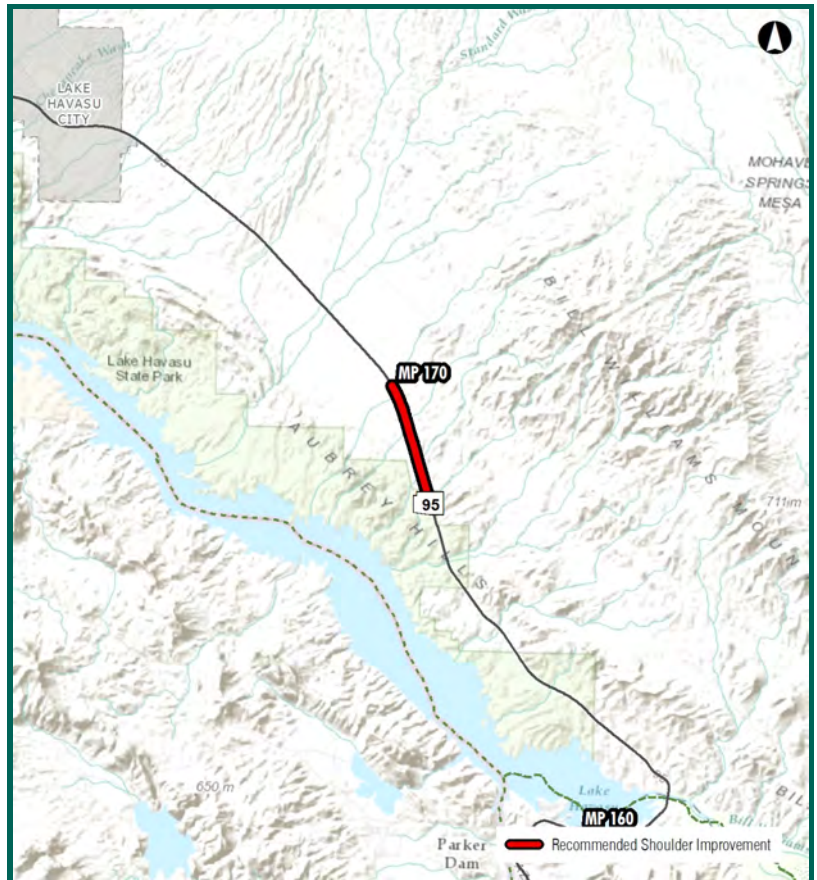 Standard Wash
LAKE
HAVASU
CITY
95
MOHAVE
SPRINGS
MESA
BILL WILLIAMS MOUN
MP 170
Lake Havasu
State Park
AUBREY HILLS
95
711m
650 m
Lake
MP 160
Parker
Dam
Recommended Shoulder Improvement